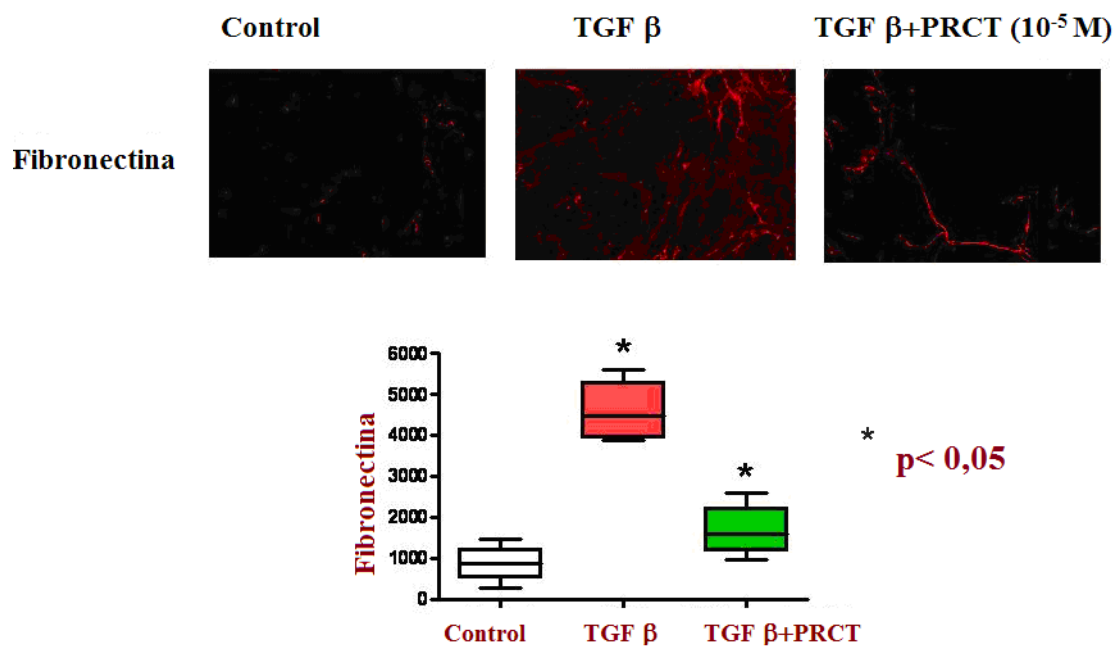 Control
TGF β
TGF β+PRCT (10-5 M)
Fibronectina
6000
5000
4000
3000
2000
1000
0
Fibronectina
*
*
*
p< 0,05
Control
TGF β
TGF β+PRCT